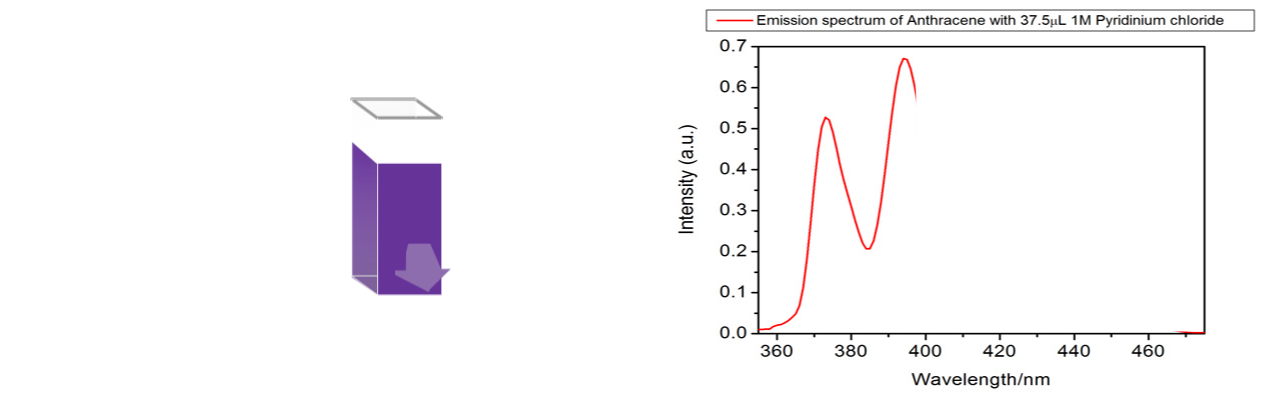 Emission spectrum of Anthracene with 37.5μL 1M Pyridinium chloride
0.7
0.6
0.5
0.4
0.3
0.2
0.1
0.0
Intensity (a.u.)
360 380 400 420 440 460
Wavelength/nm